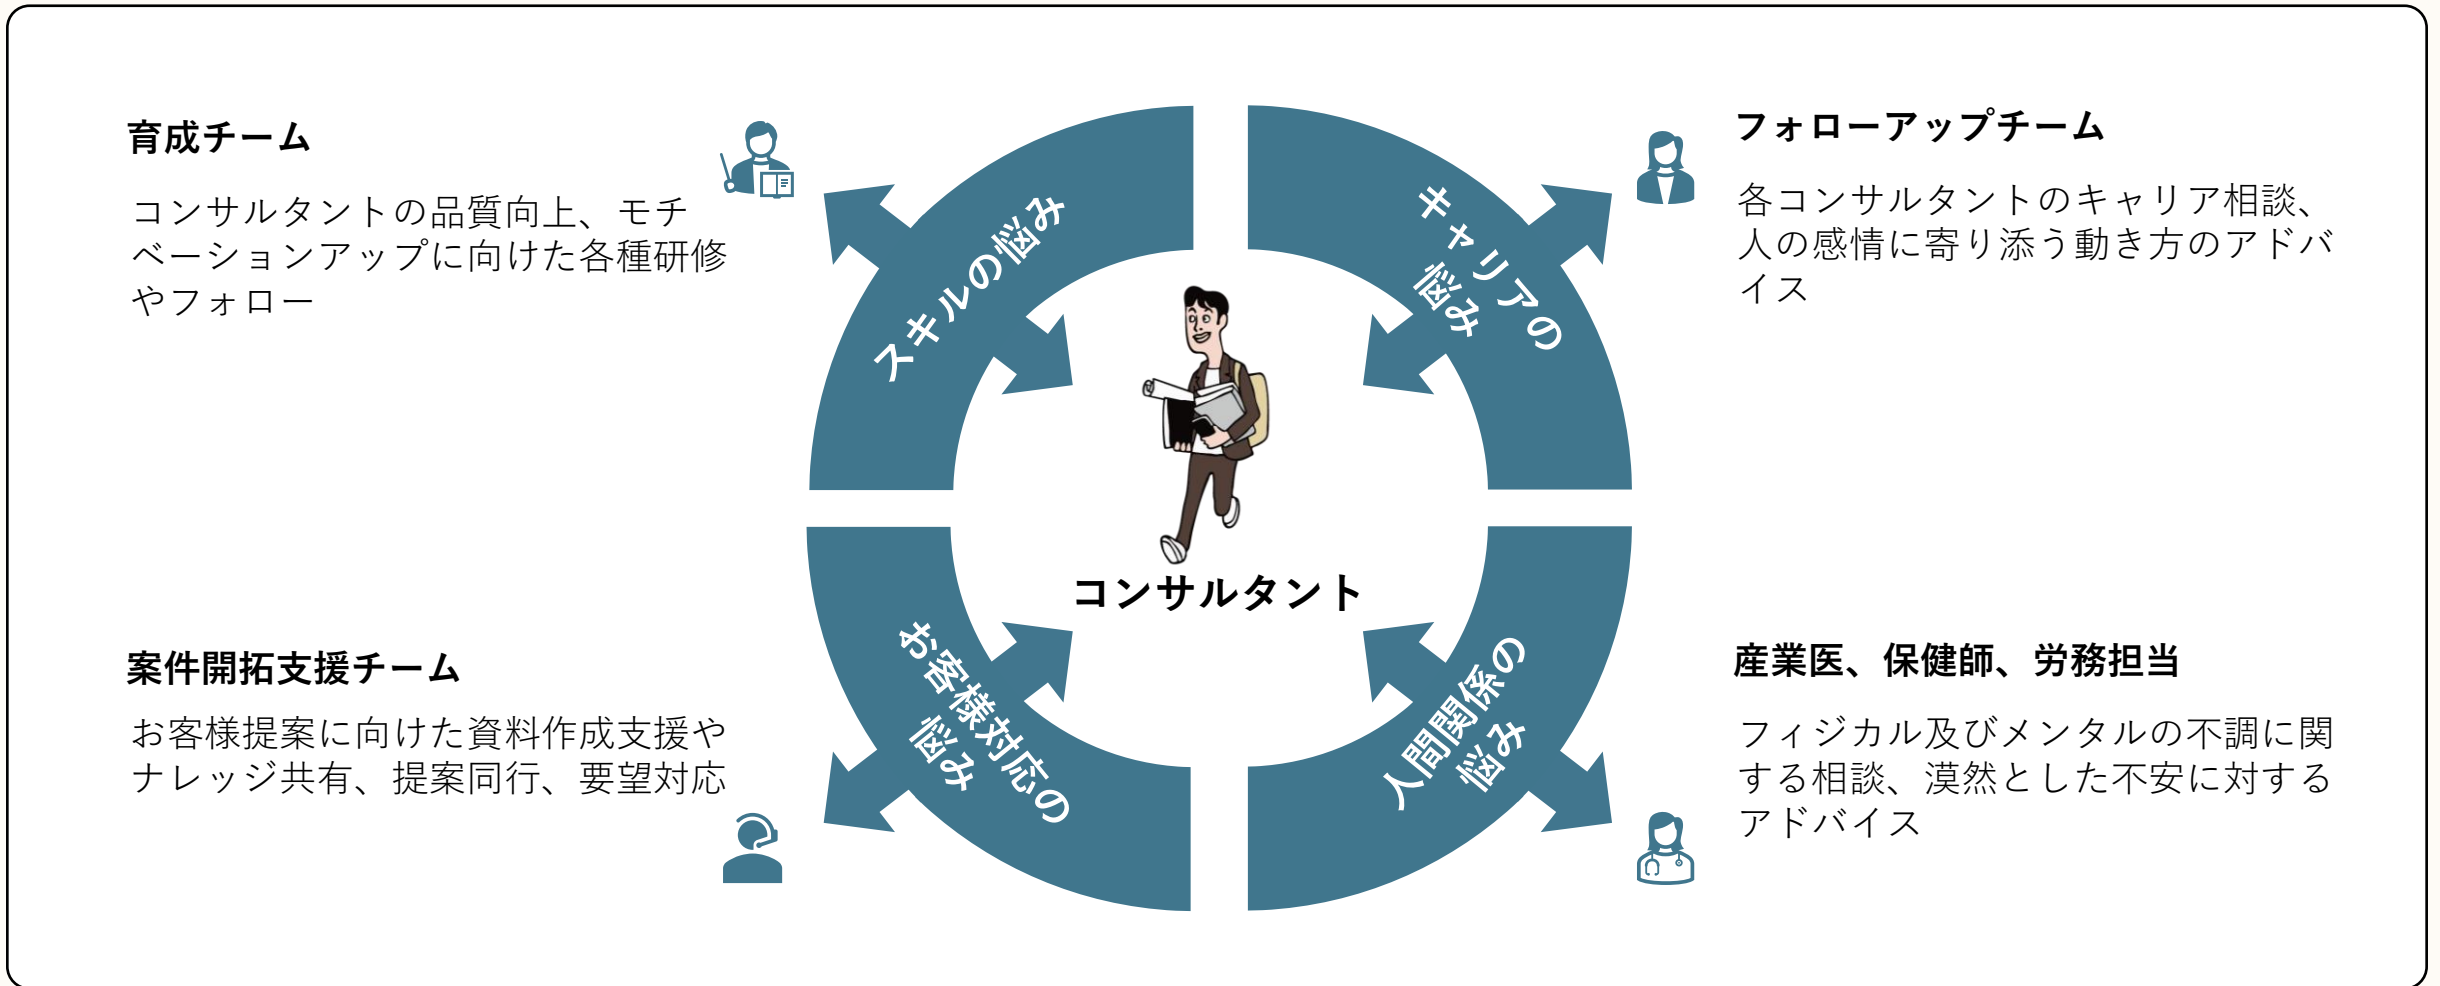 育成チーム
コンサルタントの品質向上、モチ
ベーションアップに向けた各種研修
やフォロー
スキルの悩み
キャリアの
悩み
フォローアップチーム
各コンサルタントのキャリア相談、
人の感情に寄り添う動き方のアドバ
イス
コンサルタント
案件開拓支援チーム
お客様提案に向けた資料作成支援や
ナレッジ共有、提案同行、要望対応
お客様対応の
悩み
人間関係の
悩み
産業医、保健師、労務担当
フィジカル及びメンタルの不調に関
する相談、漠然とした不安に対する
アドバイス